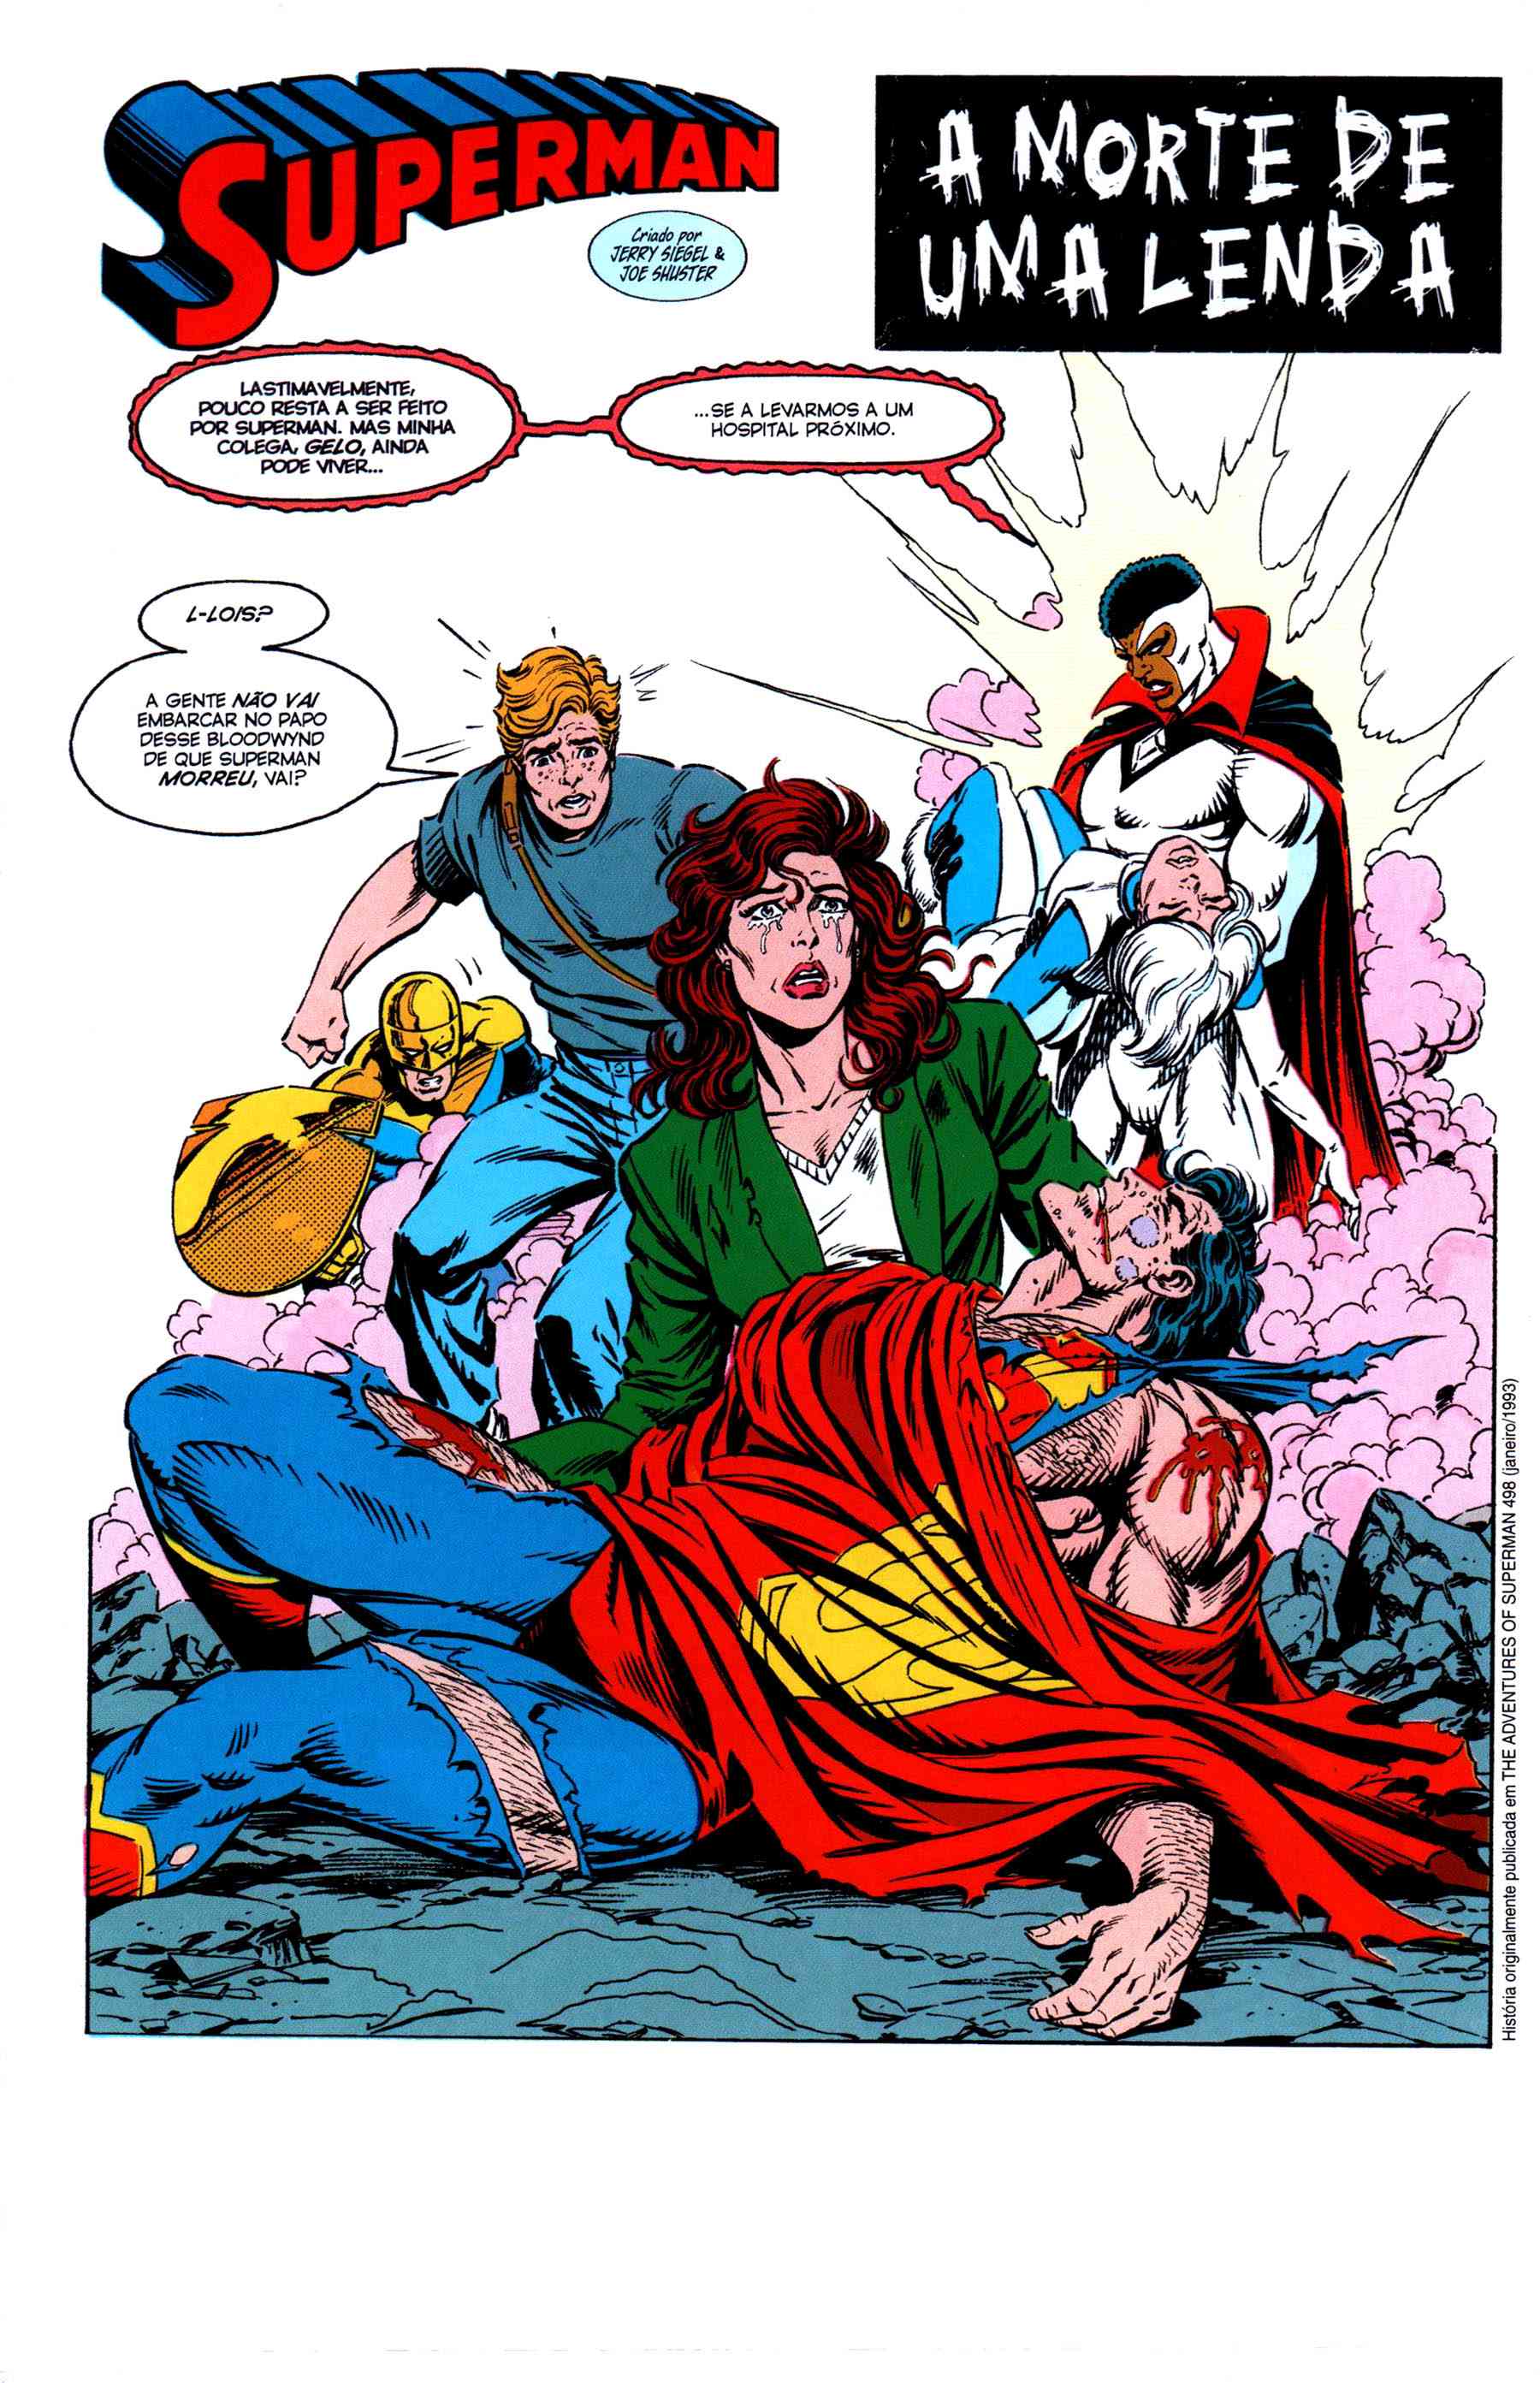 SUPERMAN
Criado por
JERRY SIEGEL &
JOE SHUSTER
A MORTE DE
UMA LENDA
LASTIMAVELMENTE,
POUCO RESTA A SER FEITO
POR SUPERMAN. MAS MINHA
COLEGA, GELO, AINDA
PODE VIVER...
...SE A LEVARMOS A UM
HOSPITAL PRÓXIMO.
L-LOIS?
A GENTE NÃO VAI
EMBARCAR NO PAPO
DESSE BLOODWYND
DE QUE SUPERMAN
MORREU, VAI?
História originalmente publicada em THE ADVENTURES OF SUPERMAN 498 (janeiro/1993)